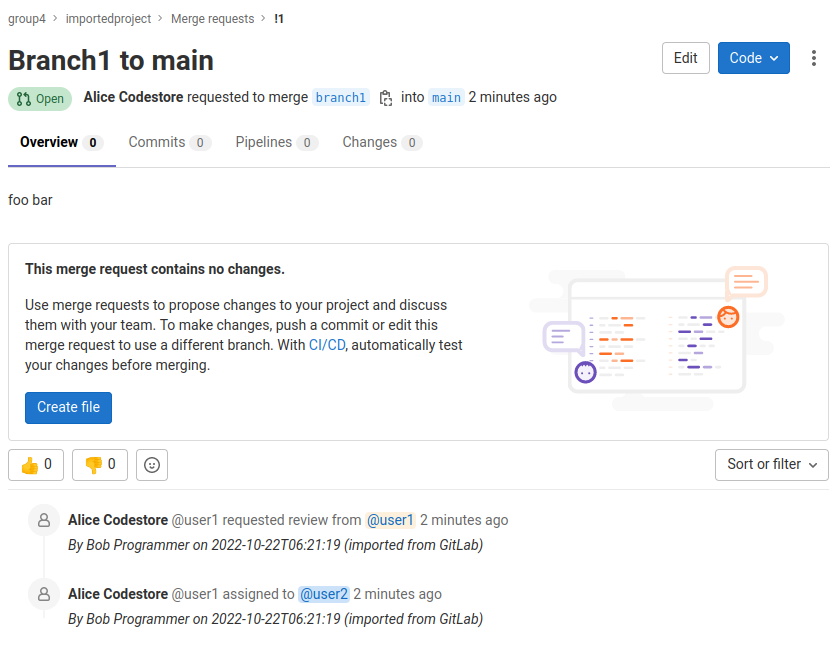 group4 › importedproject › Merge requests › !1
Branch1 to main
Edit
Code
Open
Alice Codestore requested to merge branch1 into main 2 minutes ago
Overview 0
Commits 0
Pipelines 0
Changes 0
foo bar
This merge request contains no changes.
Use merge requests to propose changes to your project and discuss
them with your team. To make changes, push a commit or edit this
merge request to use a different branch. With CI/CD, automatically test
your changes before merging.
Create file
👍 0
👎 0
Sort or filter
Alice Codestore @user1 requested review from @user1 2 minutes ago
By Bob Programmer on 2022-10-22T06:21:19 (imported from GitLab)
Alice Codestore @user1 assigned to @user2 2 minutes ago
By Bob Programmer on 2022-10-22T06:21:19 (imported from GitLab)